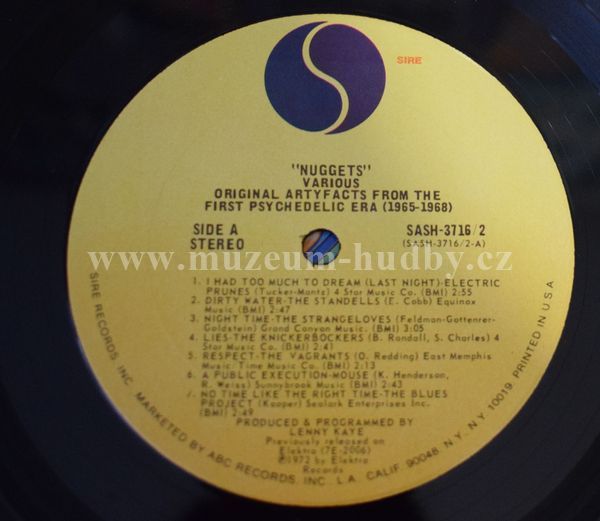 SIRE
"NUGGETS"
VARIOUS
ORIGINAL ARTYFACTS FROM THE
FIRST PSYCHEDELIC ERA (1965-1968)
SIDE A
STEREO
SASH-3716/2
(SASH-3716/2-A)
www.muzeum-hudby.cz
1. I HAD TOO MUCH TO DREAM (LAST NIGHT)-ELECTRIC
PRUNES (Tucker-Mantz) 4 Star Music Co. (BMI) 2:55
2. DIRTY WATER-THE STANDELLS (E. Cobb) Equinox
Music (BMI) 2:47
3. NIGHT TIME-THE STRANGELOVES (Feldman-Gottehrer-
Goldstein) Grand Canyon Music. (BMI) 3:05
4. LIES-THE KNICKERBOCKERS (B. Randall, S. Charles) 4
Star Music Co. (BMI) 2:41
5. RESPECT-THE VAGRANTS (O. Redding) East Memphis
Music/Time Music Co. (BMI) 2:13
6. A PUBLIC EXECUTION-MOUSE (K. Henderson,
R. Weiss) Sunnybrook Music (BMI) 2:43
7. NO TIME LIKE THE RIGHT TIME-THE BLUES
PROJECT (Kooper) Sealark Enterprises Inc.
(BMI) 2:49
PRODUCED & PROGRAMMED BY
LENNY KAYE
Previously released on
Elektra (7E-2006)
℗1972 by Elektra
Records
SIRE RECORDS, INC. MARKETED BY ABC RECORDS, INC. L.A. CALIF. 90048, N.Y., N.Y. 10019. PRINTED IN U.S.A.